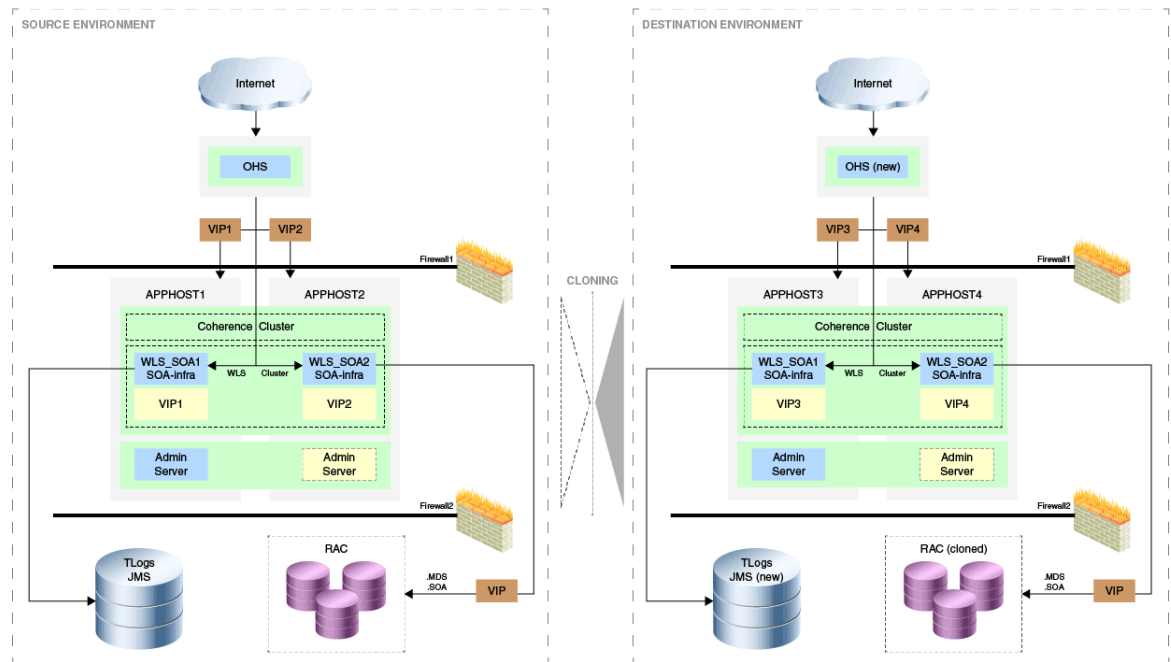 SOURCE ENVIRONMENT
Internet
OHS
VIP1
VIP2
Firewall1
APPHOST1
APPHOST2
Coherence Cluster
WLS_SOA1
SOA-infra
WLS Cluster
WLS_SOA2
SOA-infra
VIP1
VIP2
Admin
Server
Admin
Server
Firewall2
TLogs
JMS
RAC
.MDS
.SOA
VIP
CLONING
DESTINATION ENVIRONMENT
Internet
OHS (new)
VIP3
VIP4
Firewall1
APPHOST3
APPHOST4
Coherence Cluster
WLS_SOA1
SOA-infra
WLS Cluster
WLS_SOA2
SOA-infra
VIP3
VIP4
Admin
Server
Admin
Server
Firewall2
TLogs
JMS (new)
RAC (cloned)
.MDS
.SOA
VIP